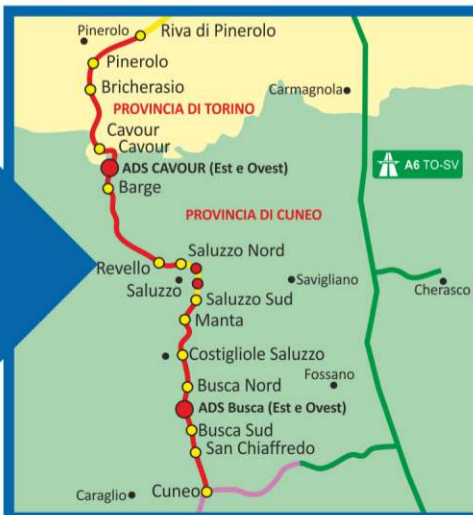 Pinerolo
Riva di Pinerolo
Pinerolo
Bricherasio
Carmagnola
PROVINCIA DI TORINO
Cavour
Cavour
A6 TO-SV
ADS CAVOUR (Est e Ovest)
Barge
PROVINCIA DI CUNEO
Saluzzo Nord
Revello
Saluzzo
Savigliano
Cherasco
Saluzzo Sud
Manta
Costigliole Saluzzo
Fossano
Busca Nord
ADS Busca (Est e Ovest)
Busca Sud
San Chiaffredo
Caraglio
Cuneo